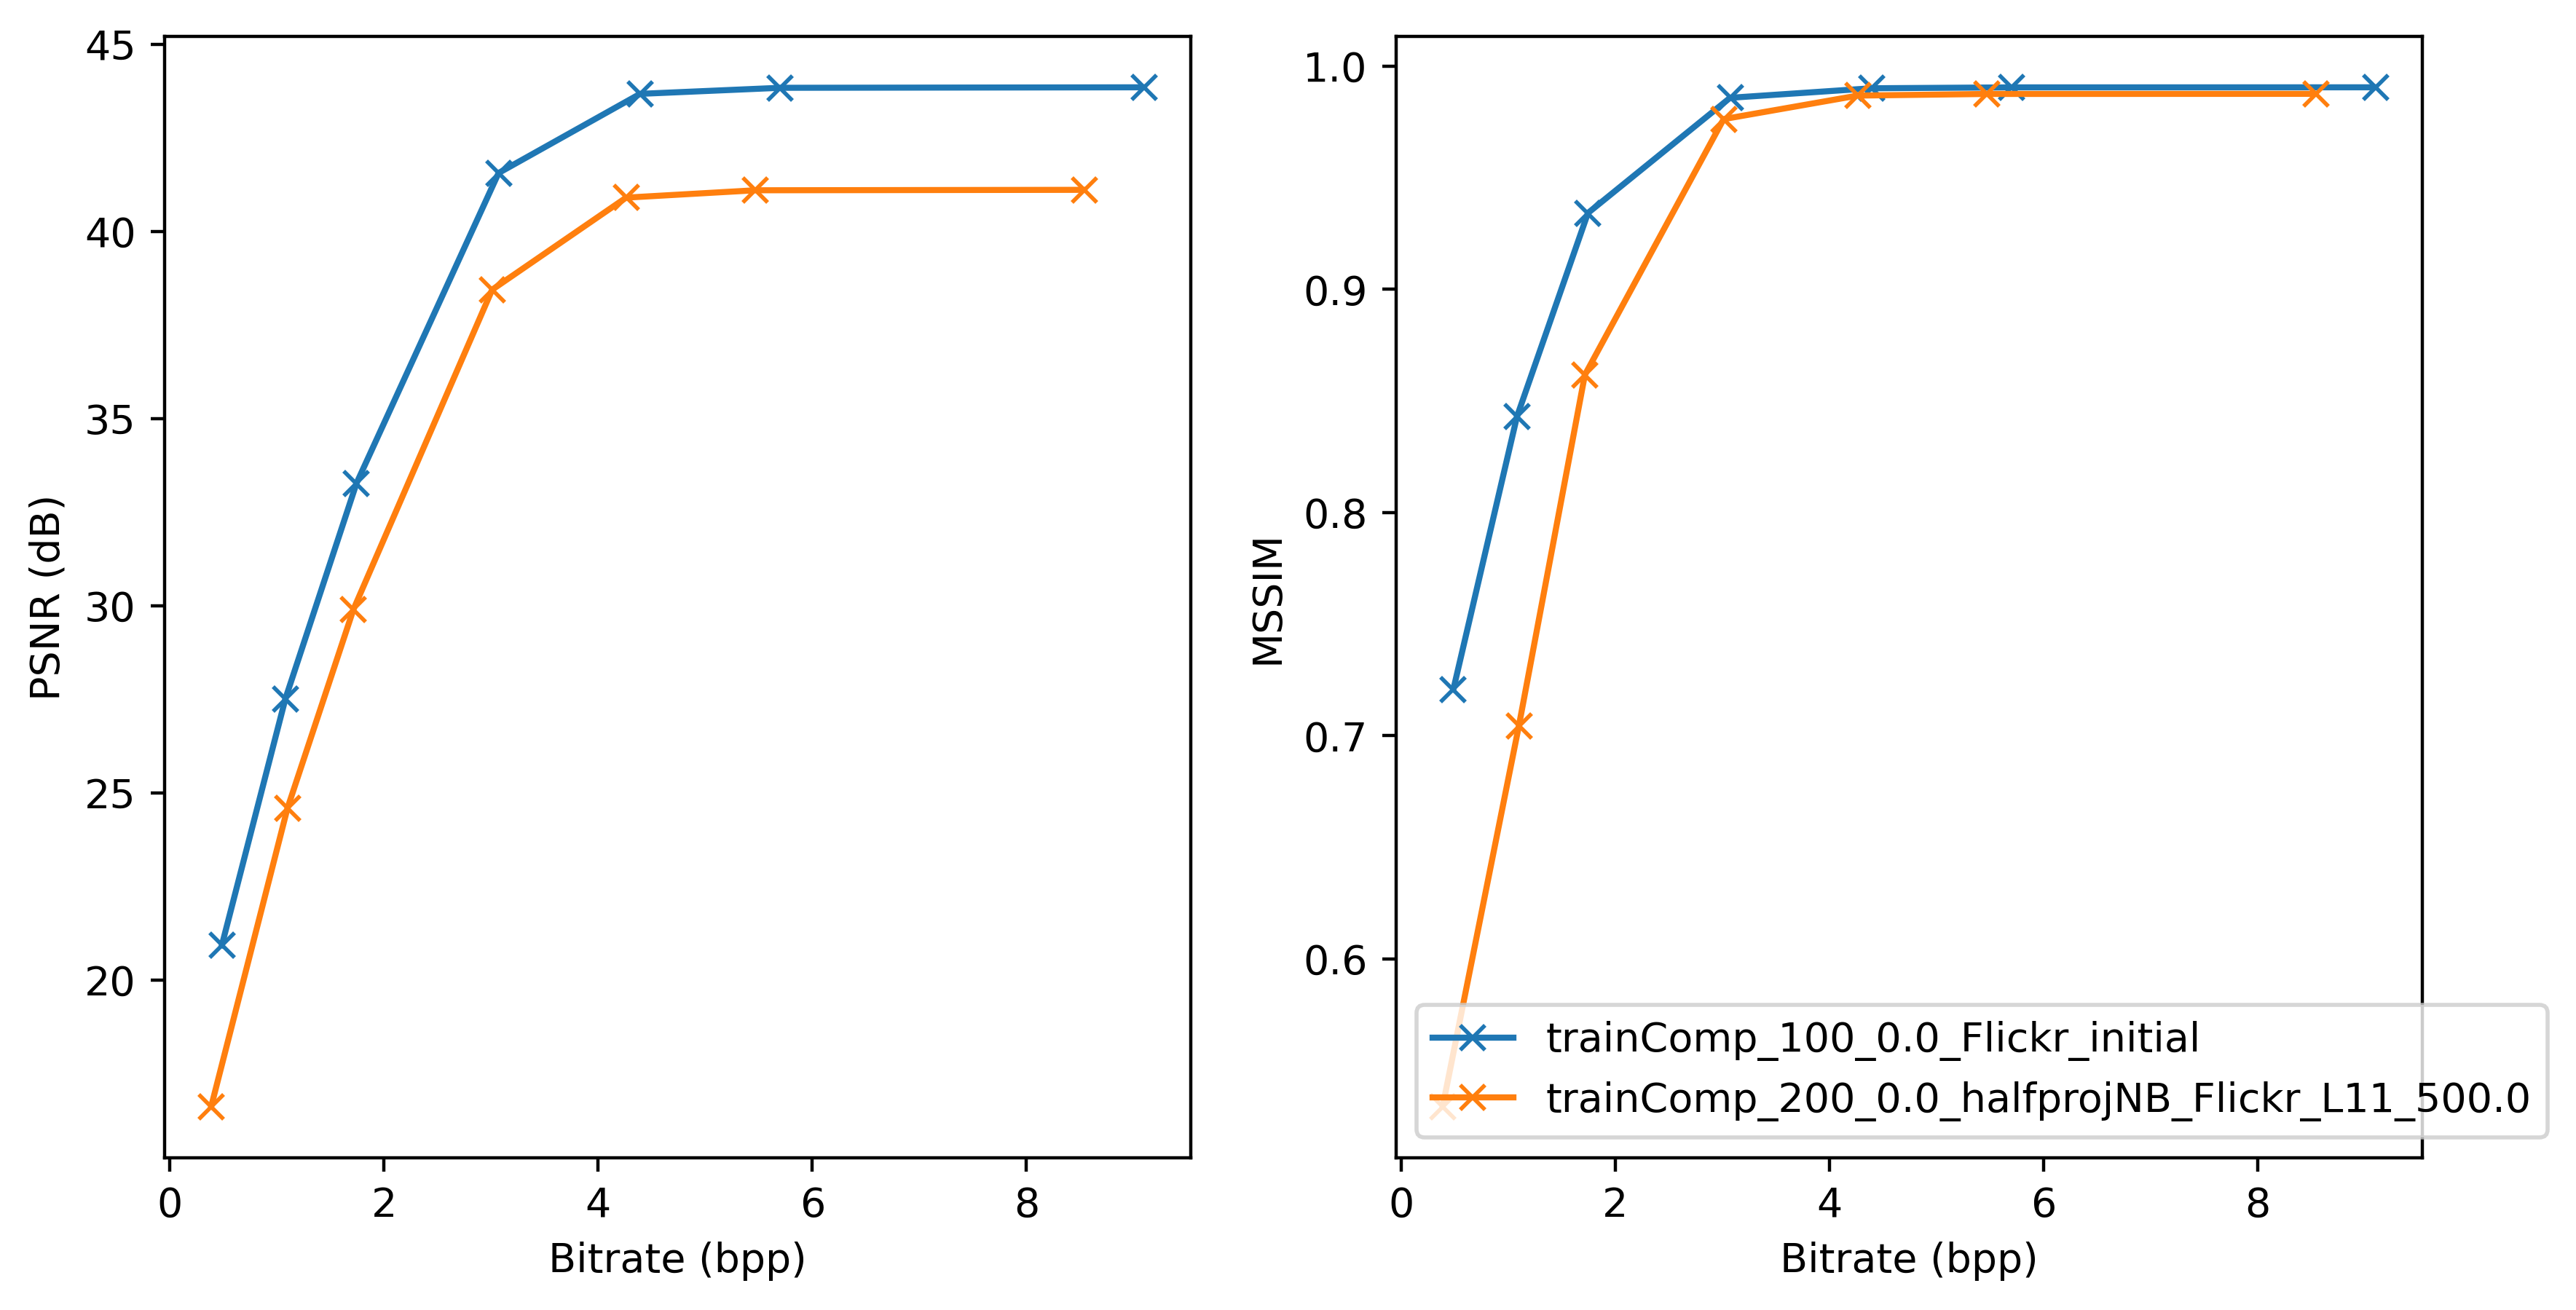 45
40
35
30
25
20
PSNR (dB)
0 2 4 6 8
Bitrate (bpp)
1.0
0.9
0.8
0.7
0.6
MSSIM
trainComp_100_0.0_Flickr_initial
trainComp_200_0.0_halfprojNB_Flickr_L11_500.0
0 2 4 6 8
Bitrate (bpp)